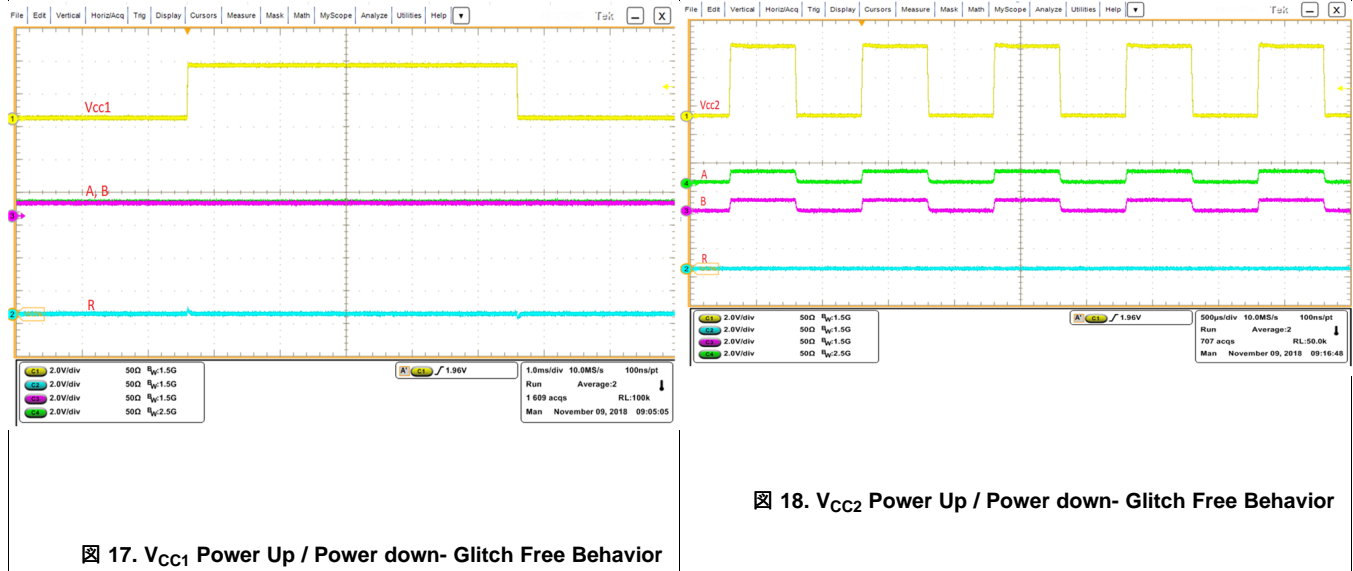 File Edit Vertical Horiz/Acq Trig Display Cursors Measure Mask Math MyScope Analyze Utilities Help Tek X
Vcc1
1
A, B
3
R
2
C1 2.0V/div 50Ω BW:1.5G
C2 2.0V/div 50Ω BW:1.5G
C3 2.0V/div 50Ω BW:1.5G
C4 2.0V/div 50Ω BW:2.5G
A' C1 / 1.96V
1.0ms/div 10.0MS/s 100ns/pt
Run Average:2
1 609 acqs RL:100k
Man November 09, 2018 09:05:05
図 17. VCC1 Power Up / Power down- Glitch Free Behavior
File Edit Vertical Horiz/Acq Trig Display Cursors Measure Mask Math MyScope Analyze Utilities Help Tek X
Vcc2
1
A
4
B
3
R
2
C1 2.0V/div 50Ω BW:1.5G
C2 2.0V/div 50Ω BW:1.5G
C3 2.0V/div 50Ω BW:1.5G
C4 2.0V/div 50Ω BW:2.5G
A' C1 / 1.96V
500µs/div 10.0MS/s 100ns/pt
Run Average:2
707 acqs RL:50.0k
Man November 09, 2018 09:16:48
図 18. VCC2 Power Up / Power down- Glitch Free Behavior